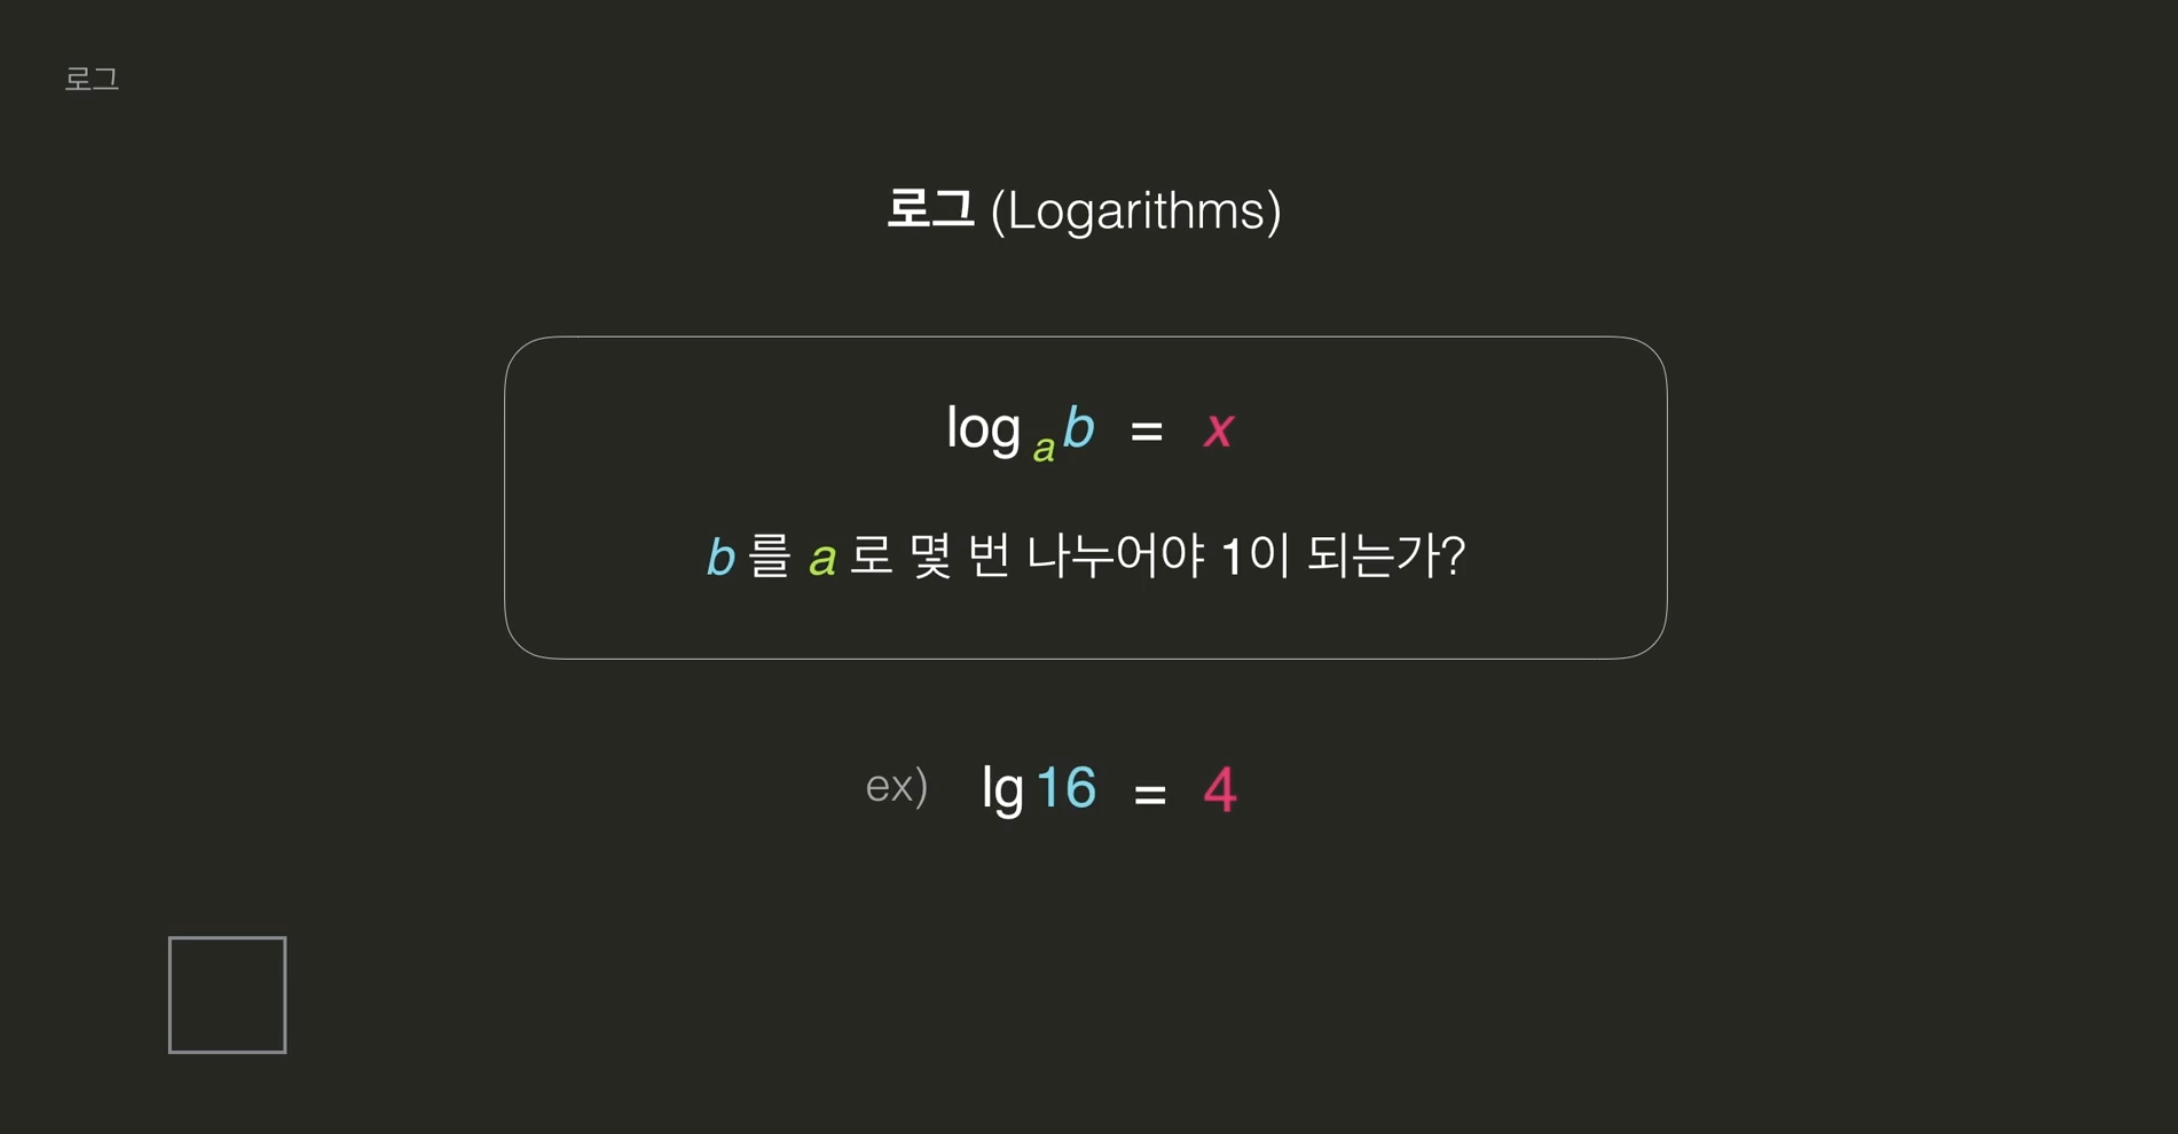 로그
로그 (Logarithms)
log a b = x
b 를 a 로 몇 번 나누어야 1이 되는가?
ex) lg 16 = 4